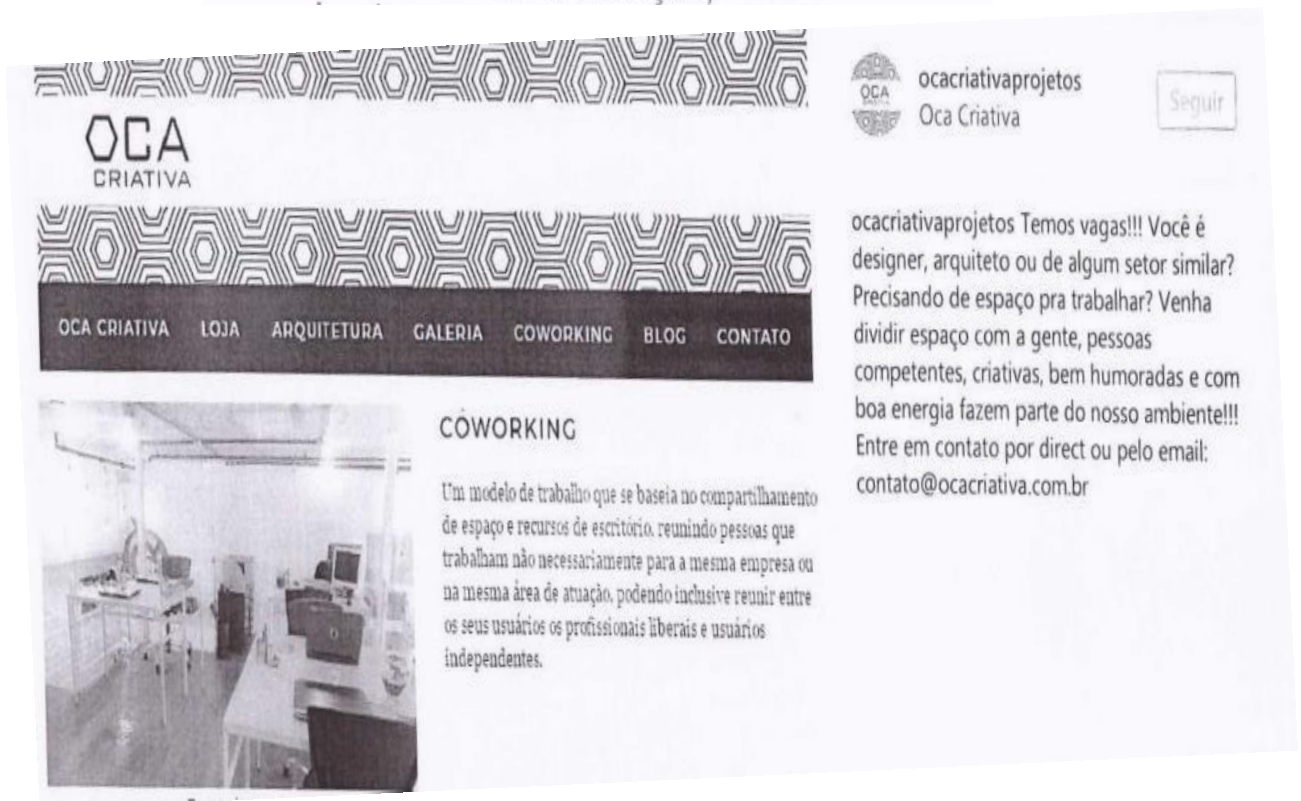 OCA
CRIATIVA
OCA CRIATIVA LOJA ARQUITETURA GALERIA COWORKING BLOG CONTATO
COWORKING
Um modelo de trabalho que se baseia no compartilhamento
de espaço e recursos de escritório, reunindo pessoas que
trabalham não necessariamente para a mesma empresa ou
na mesma área de atuação, podendo inclusive reunir entre
os seus usuários os profissionais liberais e usuários
independentes.
OCA
ocacriativaprojetos
Oca Criativa
Seguir
ocacriativaprojetos Temos vagas!!! Você é
designer, arquiteto ou de algum setor similar?
Precisando de espaço pra trabalhar? Venha
dividir espaço com a gente, pessoas
competentes, criativas, bem humoradas e com
boa energia fazem parte do nosso ambiente!!!
Entre em contato por direct ou pelo email:
contato@ocacriativa.com.br